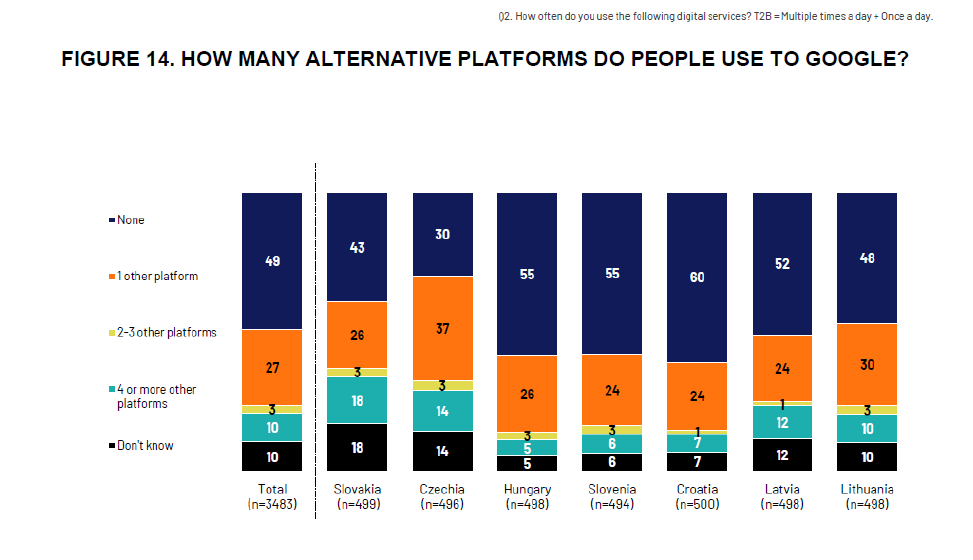 Q2. How often do you use the following digital services? T2B = Multiple times a day + Once a day.
FIGURE 14. HOW MANY ALTERNATIVE PLATFORMS DO PEOPLE USE TO GOOGLE?
None
1 other platform
2-3 other platforms
4 or more other
platforms
Don't know
49 43 30 55 55 60 52 48
27 26 37 26 24 24 24 30
3 3 3 3 3 1 1 3
10 18 14 5 6 7 12 10
10 18 14 5 6 7 12 10
Total Slovakia Czechia Hungary Slovenia Croatia Latvia Lithuania
(n=3483) (n=499) (n=496) (n=498) (n=494) (n=500) (n=498) (n=498)